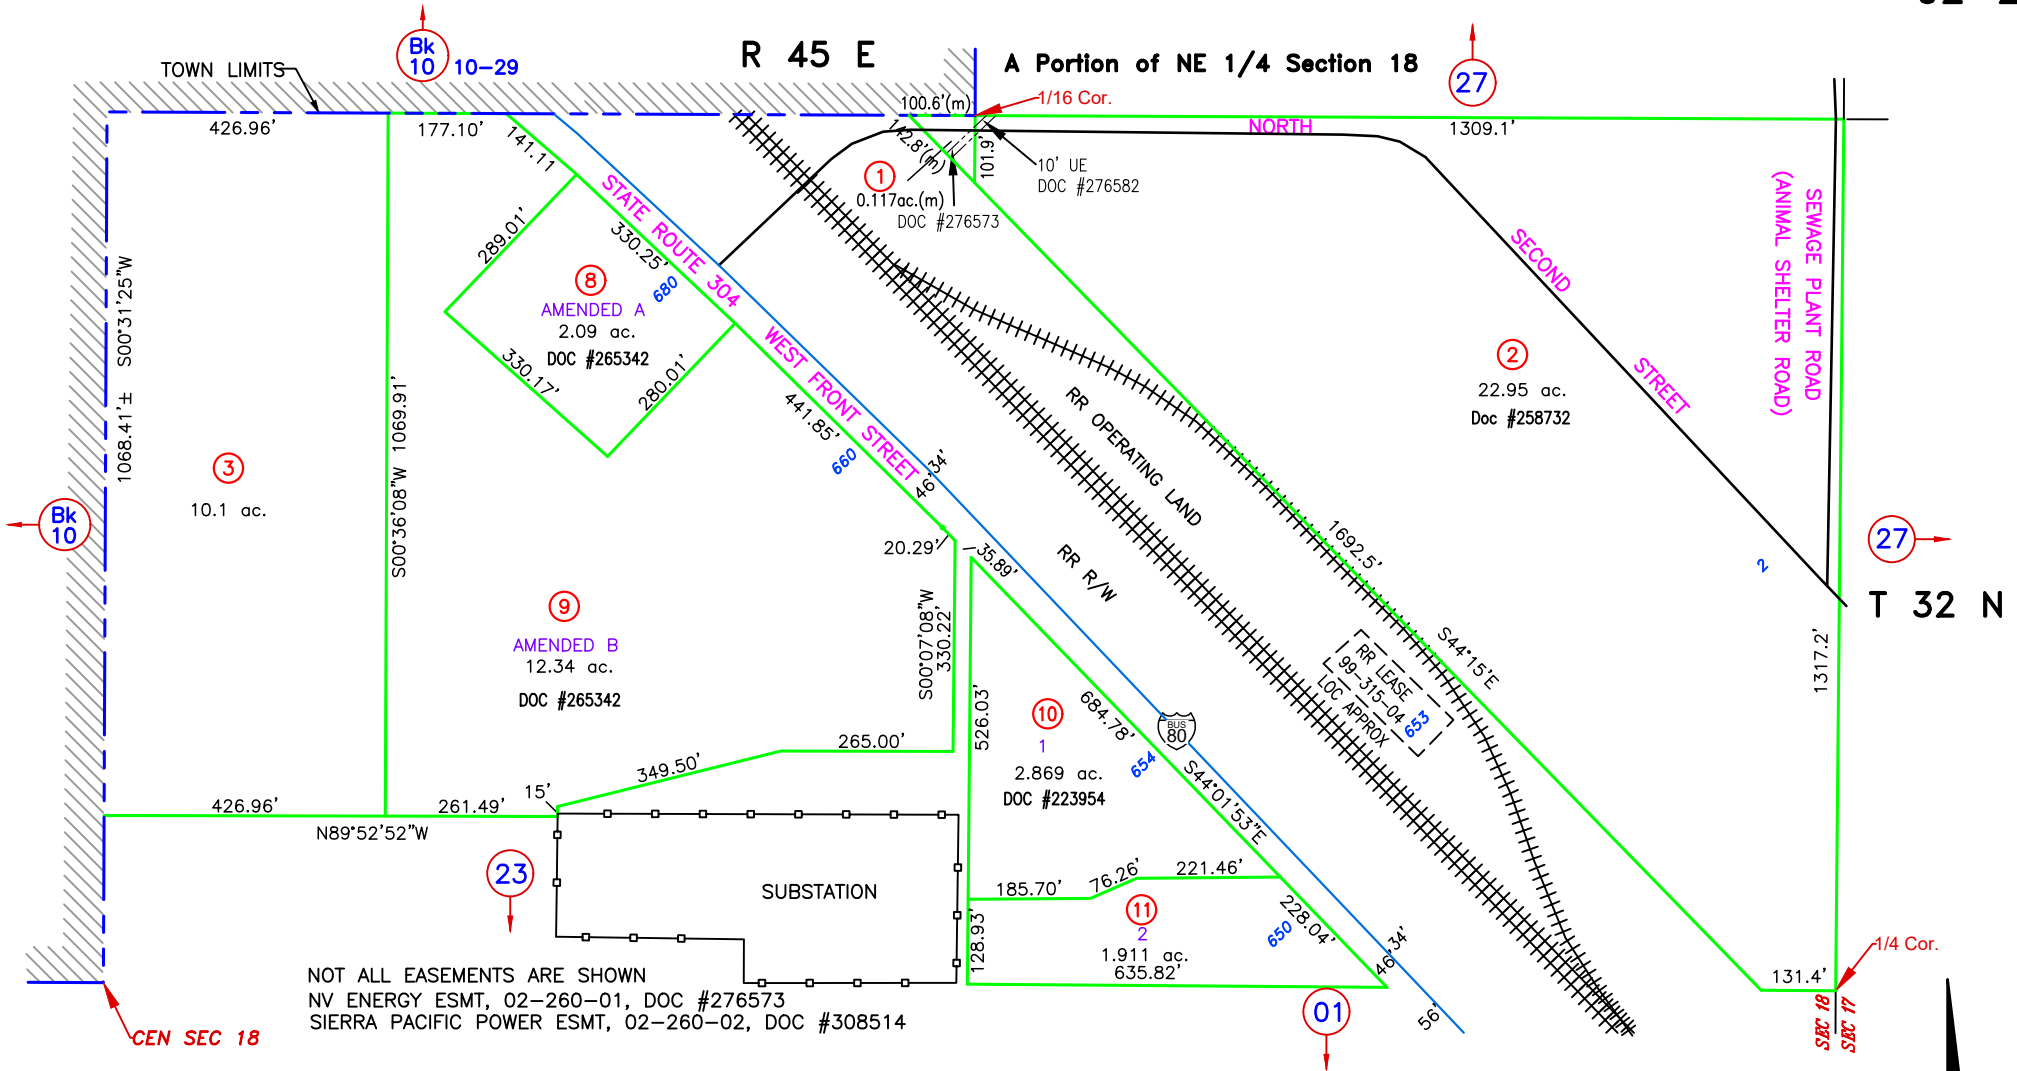 R 45 E
A Portion of NE 1/4 Section 18
Bk
10
10-29
27
TOWN LIMITS
1/16 Cor.
100.6'(m)
426.96'
177.10'
141.11
142.8'(m)
101.9'
NORTH
1309.1'
10' UE
DOC #276582
1
0.117ac.(m)
DOC #276573
STATE ROUTE 304
WEST FRONT STREET
SECOND
STREET
SEWAGE PLANT ROAD
(ANIMAL SHELTER ROAD)
289.01'
330.25'
680
8
AMENDED A
2.09 ac.
DOC #265342
330.17'
280.01'
S00°31'25"W
1068.41'±
S00°36'08"W 1069.91'
441.85'
660
46'
34'
RR OPERATING LAND
RR R/W
2
22.95 ac.
Doc #258732
3
10.1 ac.
Bk
10
27
T 32 N
2
20.29'
35.89'
1692.5'
S44°15'E
1317.2'
9
AMENDED B
12.34 ac.
DOC #265342
S00°07'08"W
330.22'
RR LEASE
99-315-04
LOC APPROX
653
526.03'
10
1
2.869 ac.
DOC #223954
684.78'
654
BUS
80
S44°01'53"E
265.00'
349.50'
15'
426.96'
261.49'
N89°52'52"W
23
SUBSTATION
185.70'
76.26'
221.46'
11
2
1.911 ac.
635.82'
128.93'
650
228.04'
46'
34'
56'
01
131.4'
1/4 Cor.
SEC 18
SEC 17
NOT ALL EASEMENTS ARE SHOWN
NV ENERGY ESMT, 02-260-01, DOC #276573
SIERRA PACIFIC POWER ESMT, 02-260-02, DOC #308514
CEN SEC 18